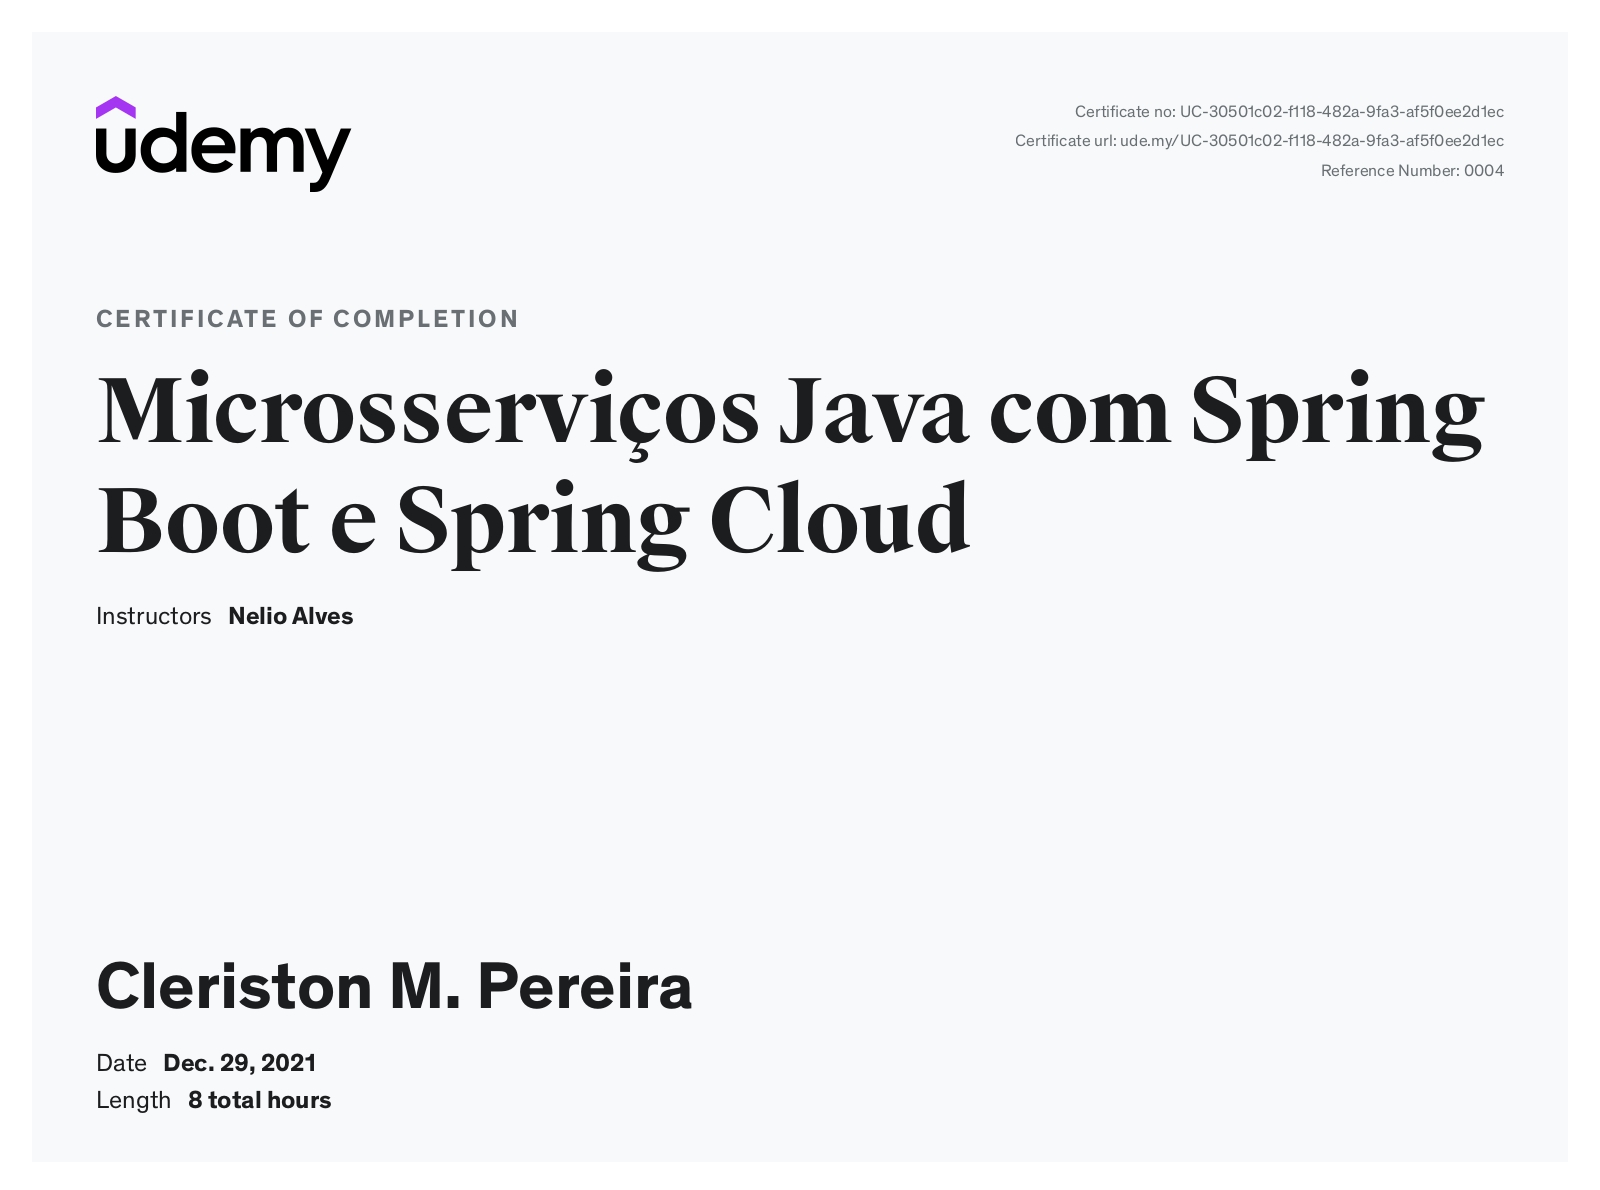 udemy
Certificate no: UC-30501c02-f118-482a-9fa3-af5f0ee2d1ec
Certificate url: ude.my/UC-30501c02-f118-482a-9fa3-af5f0ee2d1ec
Reference Number: 0004
CERTIFICATE OF COMPLETION
Microsserviços Java com Spring
Boot e Spring Cloud
Instructors Nelio Alves
Cleriston M. Pereira
Date Dec. 29, 2021
Length 8 total hours